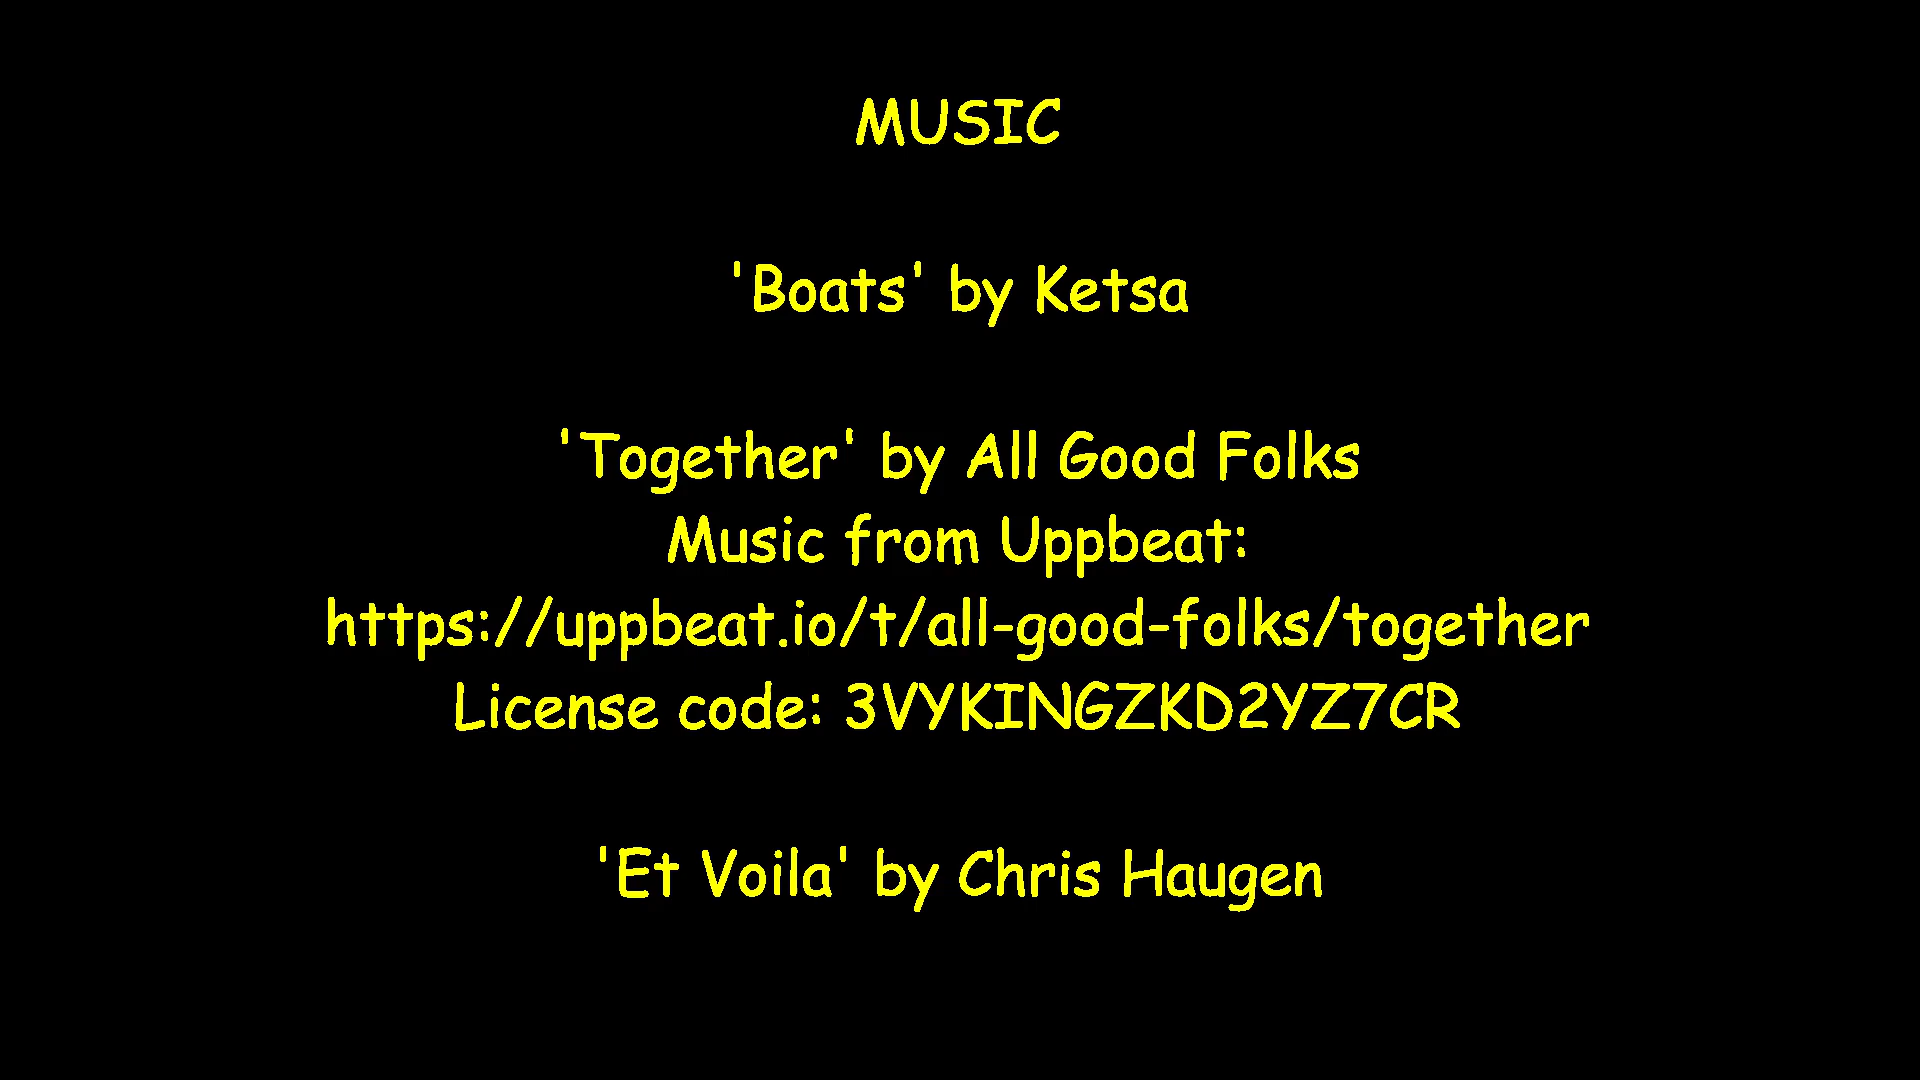 MUSIC
'Boats' by Ketsa
'Together' by All Good Folks
Music from Uppbeat:
https://uppbeat.io/t/all-good-folks/together
License code: 3VYKINGZKD2YZ7CR
'Et Voila' by Chris Haugen